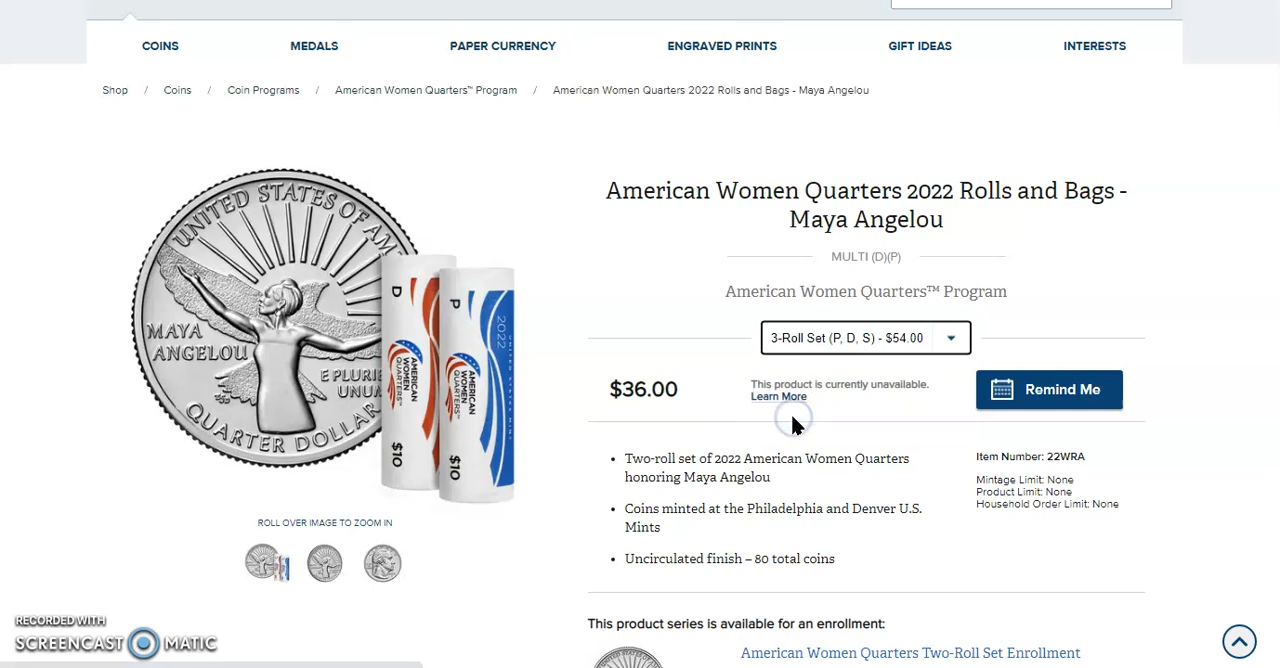 COINS
MEDALS
PAPER CURRENCY
ENGRAVED PRINTS
GIFT IDEAS
INTERESTS
Shop / Coins / Coin Programs / American Women Quarters™ Program / American Women Quarters 2022 Rolls and Bags - Maya Angelou
UNITED STATES OF AM
MAYA
ANGELOU
E PLURIB
UNUM
QUARTER DOLLAR
D
AMERICAN
WOMEN
QUARTERS™
$10
P
2022
AMERICAN
WOMEN
QUARTERS™
$10
ROLL OVER IMAGE TO ZOOM IN
American Women Quarters 2022 Rolls and Bags -
Maya Angelou
MULTI (D)(P)
American Women Quarters™ Program
3-Roll Set (P, D, S) - $54.00
$36.00
This product is currently unavailable.
Learn More
Remind Me
• Two-roll set of 2022 American Women Quarters
honoring Maya Angelou
• Coins minted at the Philadelphia and Denver U.S.
Mints
• Uncirculated finish – 80 total coins
Item Number: 22WRA
Mintage Limit: None
Product Limit: None
Household Order Limit: None
This product series is available for an enrollment:
American Women Quarters Two-Roll Set Enrollment
RECORDED WITH
SCREENCAST MATIC